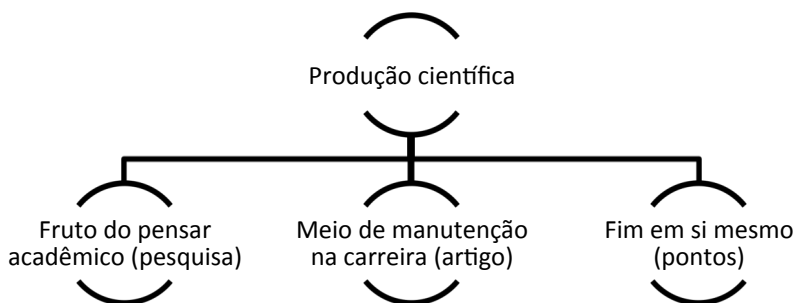 Produção científica
Fruto do pensar
acadêmico (pesquisa)
Meio de manutenção
na carreira (artigo)
Fim em si mesmo
(pontos)